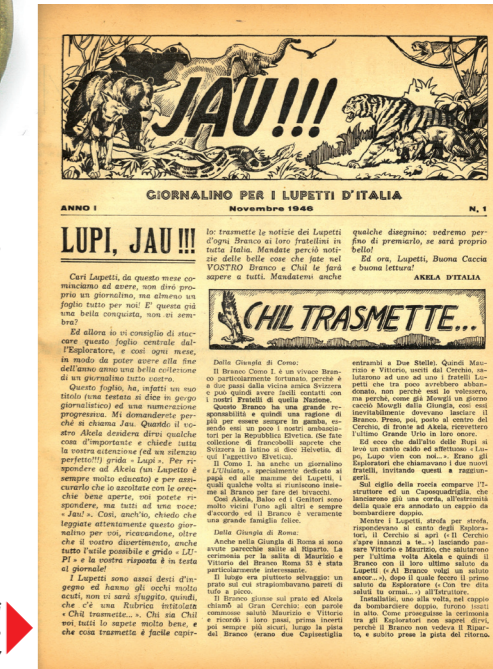 JAU!!!
GIORNALINO PER I LUPETTI D'ITALIA
ANNO I
Novembre 1946
N. 1
LUPI, JAU !!!
Cari Lupetti, da questo mese co-
minciamo ad avere, non dirò pro-
prio un giornalino, ma almeno un
foglio tutto per noi! E' questa già
una bella conquista, non vi sem-
bra?
Ed allora io vi consiglio di stac-
care questo foglio centrale dal-
l'Esploratore, e così ogni mese,
in modo da poter avere alla fine
dell'anno anno una bella collezione
di un giornalino tutto vostro.
Questo foglio, ha, infatti un suo
titolo (una testata si dice in gergo
giornalistico) ed una numerazione
progressiva. Mi domanderete per-
chè si chiama Jau. Quando il vo-
stro Akela desidera dirvi qualche
cosa d'importante e chiede tutta
la vostra attenzione (ed un silenzio
perfetto!!!) grida « Lupi ». Per ri-
spondere ad Akela (un Lupetto è
sempre molto educato) e per assi-
curarlo che lo ascoltate con le orec-
chie bene aperte, voi potete ri-
spondere, ma tutti ad una voce:
« Jau! ». Così, anch'io, chiedo che
leggiate attentamente questo gior-
nalino per voi, ricavandone, oltre
che il vostro divertimento, anche
tutto l'utile possibile e grido « LU-
PI » e la vostra risposta è in testa
al giornale!
I Lupetti sono assai desti d'in-
gegno ed hanno gli occhi molto
acuti, non vi sarà sfuggito, quindi,
che c'è una Rubrica intitolata
« Chil trasmette... ». Chi sia Chil
voi tutti lo sapete molto bene, e
che cosa trasmetta è facile capir-
lo: trasmette le notizie dei Lupetti
d'ogni Branco ai loro fratellini in
tutta Italia. Mandate perciò noti-
zie delle belle cose che fate nel
VOSTRO Branco e Chil le farà
sapere a tutti. Mandatemi anche
qualche disegno: vedremo per-
fino di premiarlo, se sarà proprio
bello!
Ed ora, Lupetti, Buona Caccia
e buona lettura!
AKELA D'ITALIA
CHIL TRASMETTE...
Dalla Giungla di Como:
Il Branco Como I. è un vivace Bran-
co particolarmente fortunato, perchè è
a due passi dalla vicina amica Svizzera
e può quindi avere facili contatti con
i nostri Fratelli di quella Nazione.
Questo Branco ha una grande re-
sponsabilità e quindi una ragione di
più per essere sempre in gamba, es-
sendo essi un poco i nostri ambascia-
tori per la Repubblica Elvetica. (Se fate
collezione di francobolli saprete che
Svizzera in latino si dice Helvetia, di
qui l'aggettivo Elvetica).
Il Como I. ha anche un giornalino
« L'Ululato » specialmente dedicato ai
papà ed alle mamme dei Lupetti, i
quali qualche volta si riuniscono insie-
me al Branco per fare dei bivacchi.
Così Akela, Baloo ed i Genitori sono
molto vicini l'uno agli altri e sempre
d'accordo ed il Branco è veramente
una grande famiglia felice.
Dalla Giungla di Roma:
Anche nella Giungla di Roma si sono
avute parecchie salite al Riparto. La
cerimonia per la salita di Maurizio e
Vittorio del Branco Roma 53 è stata
particolarmente interessante.
Il luogo era piuttosto selvaggio: un
prato sul cui strapiombavano pareti di
tufo a picco.
Il Branco giunse sul prato ed Akela
chiamò al Gran Cerchio: con parole
commosse salutò Maurizio e Vittorio
e ricordò i loro passi, prima incerti
poi sempre più sicuri, lungo la pista
del Branco (erano due Capisestiglia
entrambi a Due Stelle). Quindi Mau-
rizio e Vittorio, usciti dal Cerchio, sa-
lutarono ad uno ad uno i fratelli Lu-
petti che tra poco avrebbero abban-
donato, non perchè essi lo volessero,
ma perchè, come già Mowgli un giorno
cacciò Mowgli dalla Giungla, così essi
inevitabilmente dovevano lasciare il
Branco. Preso, poi, posto al centro del
Cerchio, di fronte ad Akela, ricevettero
l'ultimo Grande Urlo in loro onore.
Ed ecco che dall'alto delle Rupi si
levò un canto caldo ed affettuoso « Lu-
po, Lupo vien con noi... ». Erano gli
Esploratori che chiamavano i due nuovi
fratelli, invitando questi a raggiun-
gerli.
Sul ciglio della roccia comparve l'I-
struttore ed un Caposquadriglia, che
lanciarono giù una corda, all'estremità
della quale era annodato un cappio da
bombardiere doppio.
Mentre i Lupetti, strofa per strofa,
rispondevano ai canto degli Esplora-
tori, il Cerchio si aprì (« Il Cerchio
s'apre innanzi a te... ») lasciando pas-
sare Vittorio e Maurizio, che salutarono
per l'ultima volta Akela e quindi il
Branco con il loro ultimo saluto da
Lupetti (« Al Branco volgi un saluto
ancor... »), dopo il quale fecero il primo
saluto da Esploratore (« Con tre dita
saluti tu ormai... ») all'Istruttore.
Installatisi, uno alla volta, nel cappio
da bombardiere doppio, furono issati
in alto. Come proseguisse la cerimonia
tra gli Esploratori non saprei dirvi,
perchè il Branco non vedeva il Ripar-
to, e subito prese la pista del ritorno.